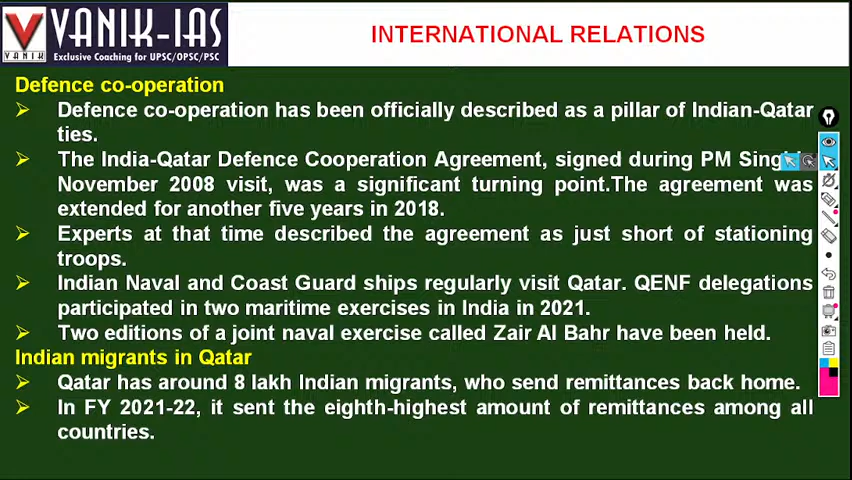 VANIK-IAS
VANIK
Exclusive Coaching for UPSC/OPSC/PSC
INTERNATIONAL RELATIONS
Defence co-operation
➢ Defence co-operation has been officially described as a pillar of Indian-Qatar
ties.
➢ The India-Qatar Defence Cooperation Agreement, signed during PM
November 2008 visit, was a significant turning point.The agreement was
extended for another five years in 2018.
➢ Experts at that time described the agreement as just short of stationing
troops.
➢ Indian Naval and Coast Guard ships regularly visit Qatar. QENF delegations
participated in two maritime exercises in India in 2021.
➢ Two editions of a joint naval exercise called Zair Al Bahr have been held.
Indian migrants in Qatar
➢ Qatar has around 8 lakh Indian migrants, who send remittances back home.
➢ In FY 2021-22, it sent the eighth-highest amount of remittances among all
countries.